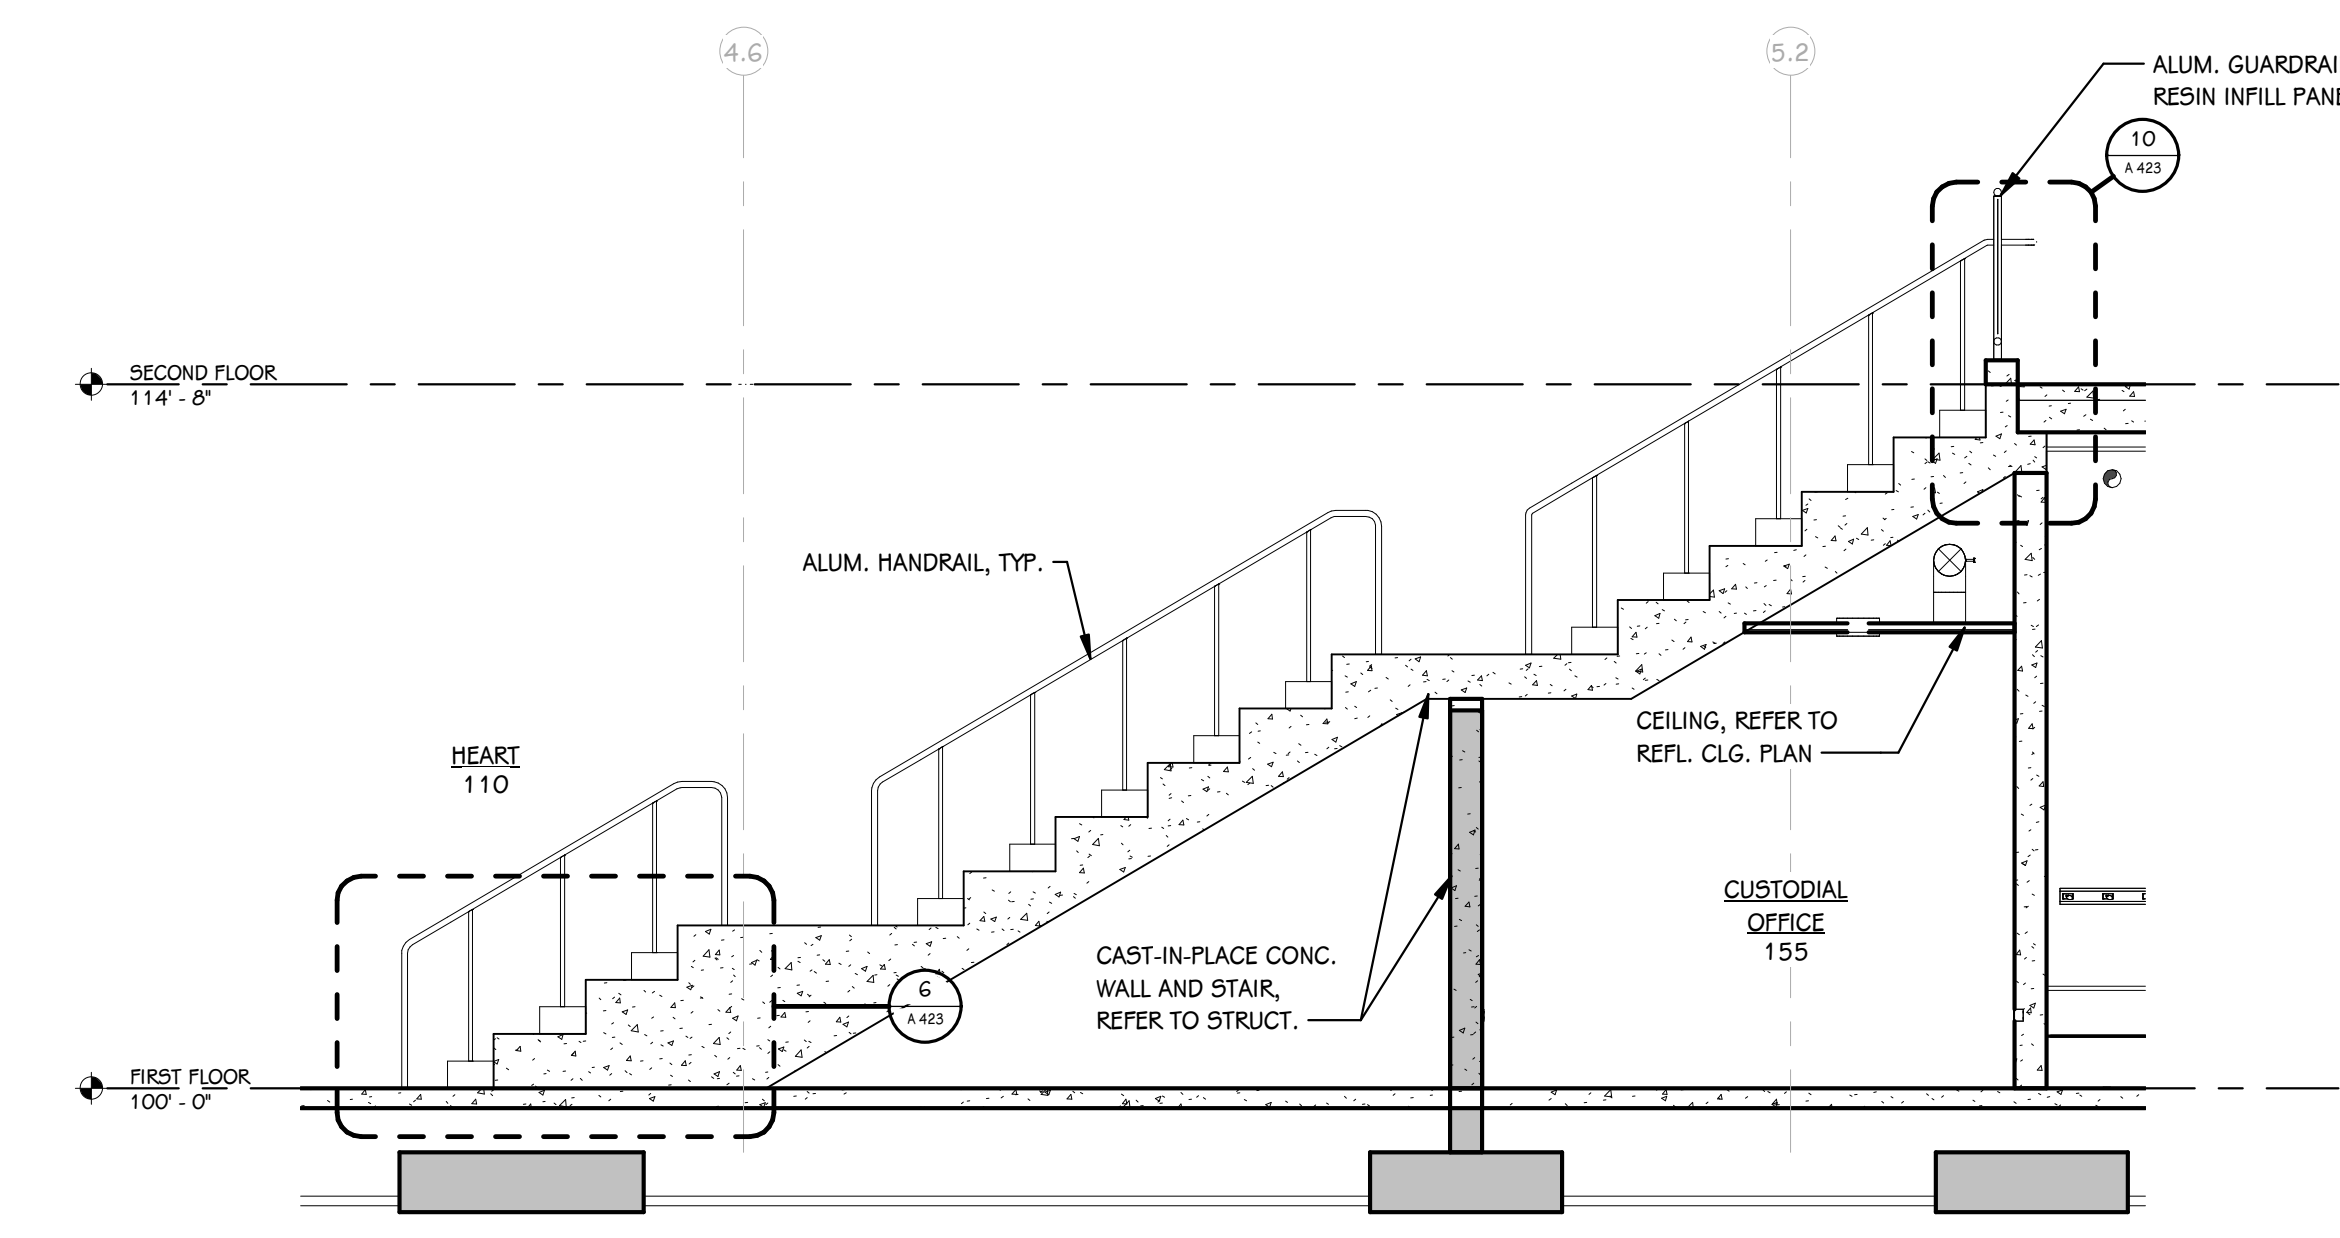 4.6
5.2
ALUM. GUARDRAI
RESIN INFILL PANE
10
A 423
SECOND FLOOR
114' - 8"
ALUM. HANDRAIL, TYP.
CEILING, REFER TO
REFL. CLG. PLAN
HEART
110
CUSTODIAL
OFFICE
155
CAST-IN-PLACE CONC.
WALL AND STAIR,
REFER TO STRUCT.
6
A 423
FIRST FLOOR
100' - 0"